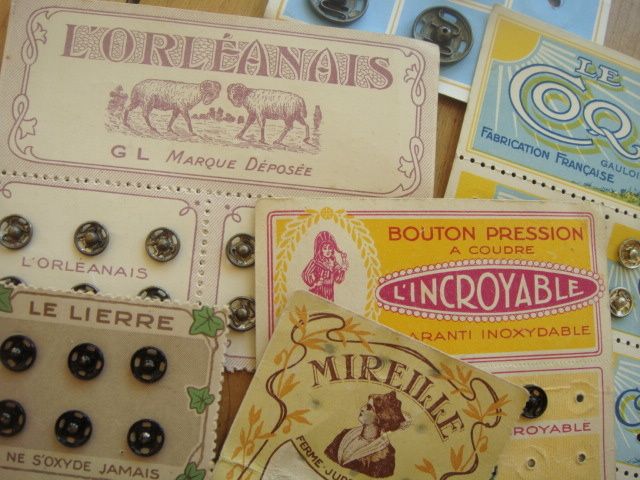 L'ORLÉANAIS
GL MARQUE DÉPOSÉE
L'ORLÉANAIS
LE LIERRE
NE S'OXYDE JAMAIS
BOUTON PRESSION
A COUDRE
L'INCROYABLE
ARANTI INOXYDABLE
ROYABLE
MIREILLE
LE
COQ
GAULOI
FABRICATION FRANÇAISE